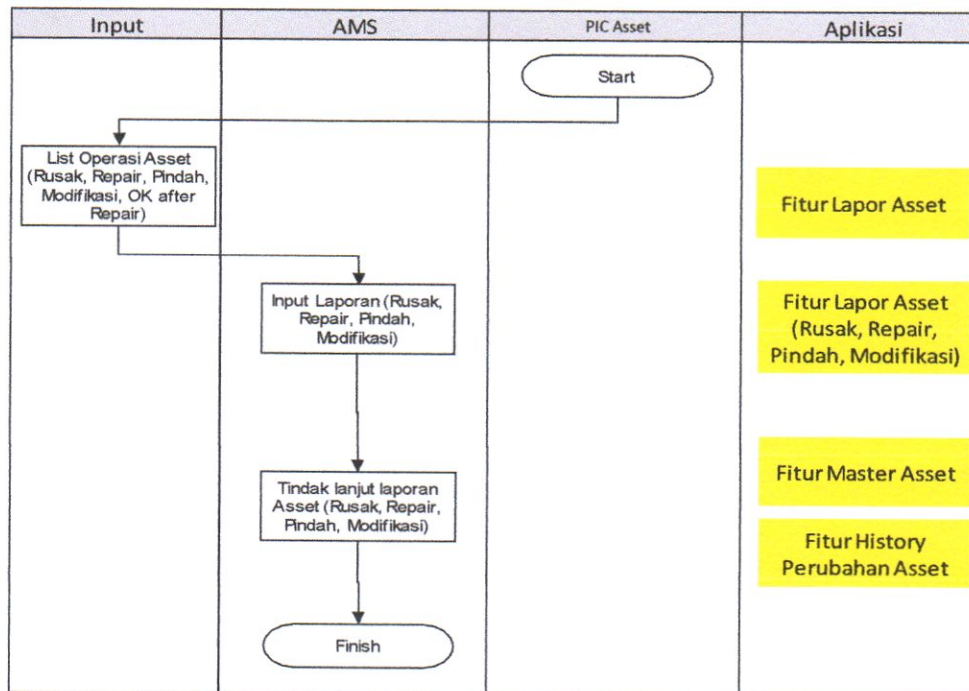 Input
AMS
PIC Asset
Aplikasi
Start
List Operasi Asset
(Rusak, Repair, Pindah,
Modifikasi, OK after
Repair)
Fitur Lapor Asset
Input Laporan (Rusak,
Repair, Pindah,
Modifikasi)
Fitur Lapor Asset
(Rusak, Repair,
Pindah, Modifikasi)
Tindak lanjut laporan
Asset (Rusak, Repair,
Pindah, Modifikasi)
Fitur Master Asset
Fitur History
Perubahan Asset
Finish